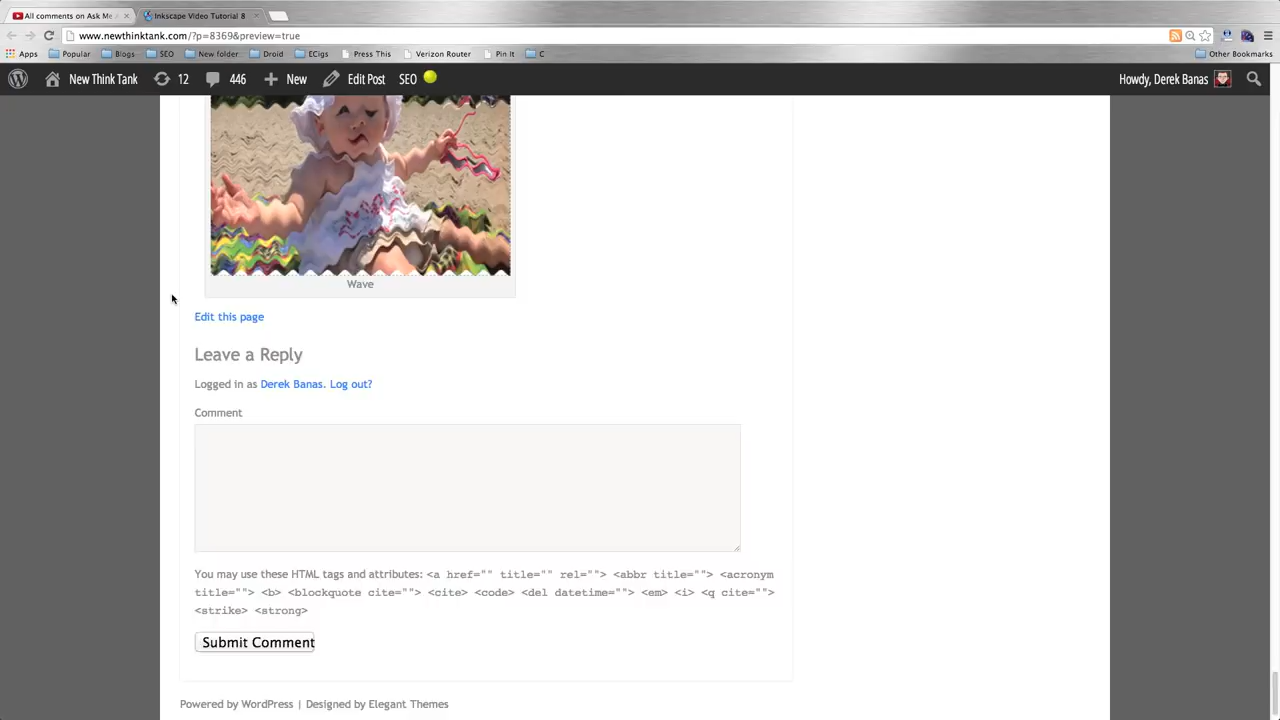 All comments on Ask Me
Inkscape Video Tutorial 8
www.newthinktank.com/?p=8369&preview=true
Apps Popular Blogs SEO New folder Droid ECigs Press This Verizon Router Pin It C Other Bookmarks
New Think Tank 12 446 New Edit Post SEO Howdy, Derek Banas
Wave
Edit this page
Leave a Reply
Logged in as Derek Banas. Log out?
Comment
You may use these HTML tags and attributes: <a href="" title="" rel=""> <abbr title=""> <acronym
title=""> <b> <blockquote cite=""> <cite> <code> <del datetime=""> <em> <i> <q cite="">
<strike> <strong>
Submit Comment
Powered by WordPress | Designed by Elegant Themes